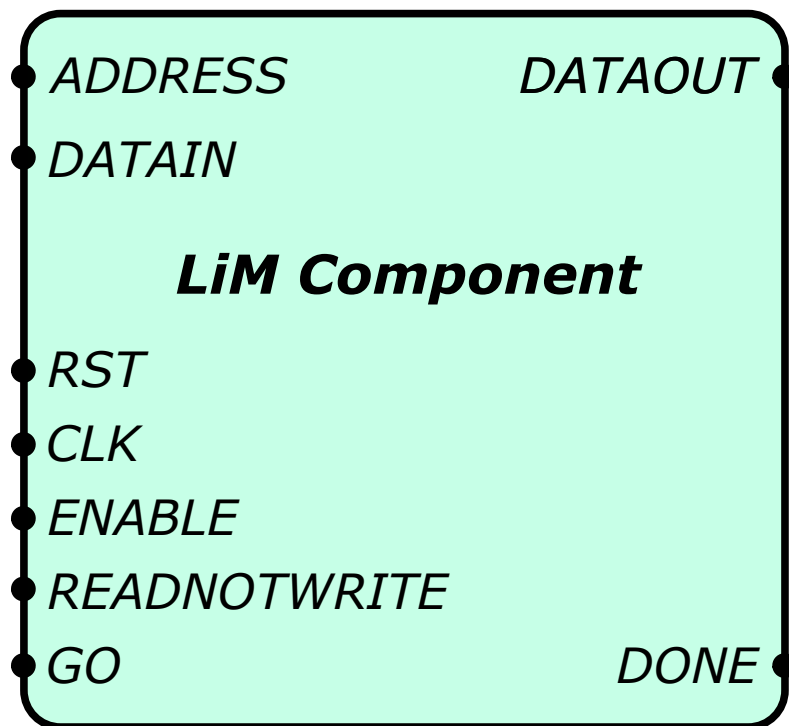 ADDRESS DATAOUT
DATAIN
LiM Component
RST
CLK
ENABLE
READNOTWRITE
GO DONE